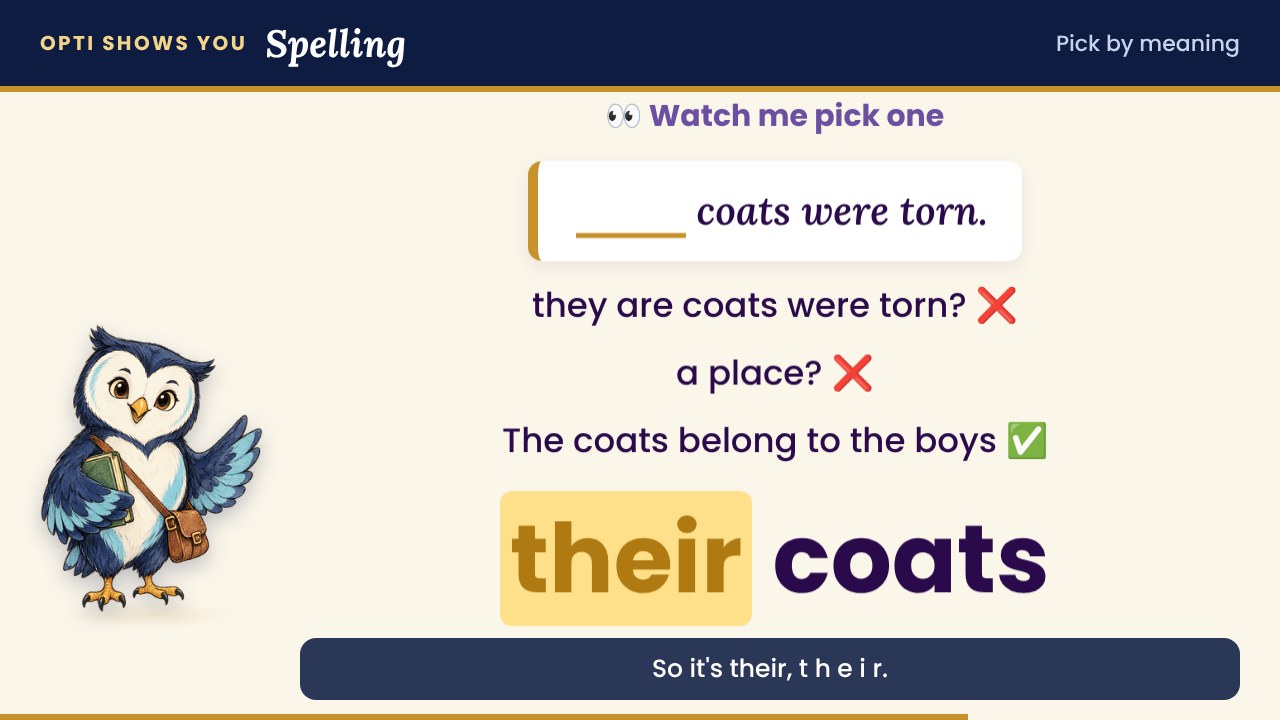 OPTI SHOWS YOU Spelling
Pick by meaning
👀 Watch me pick one
_____ coats were torn.
they are coats were torn? ❌
a place? ❌
The coats belong to the boys ✅
their coats
So it's their, t h e i r.